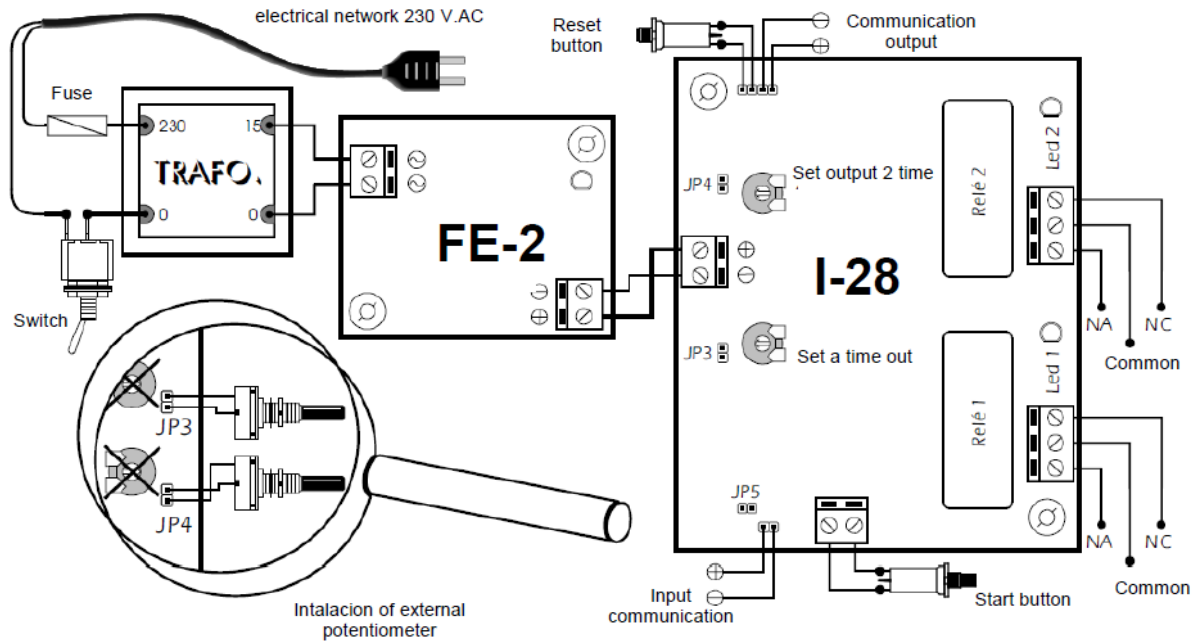 electrical network 230 V.AC
Fuse
230
15
TRAFO.
0
0
Switch
FE-2
Reset
button
Communication
output
JP4
Set output 2 time
Relé 2
Led 2
I-28
NA
NC
Common
JP3
Set a time out
Relé 1
Led 1
JP5
NA
NC
Common
Input
communication
Start button
JP3
JP4
Intalacion of external
potentiometer